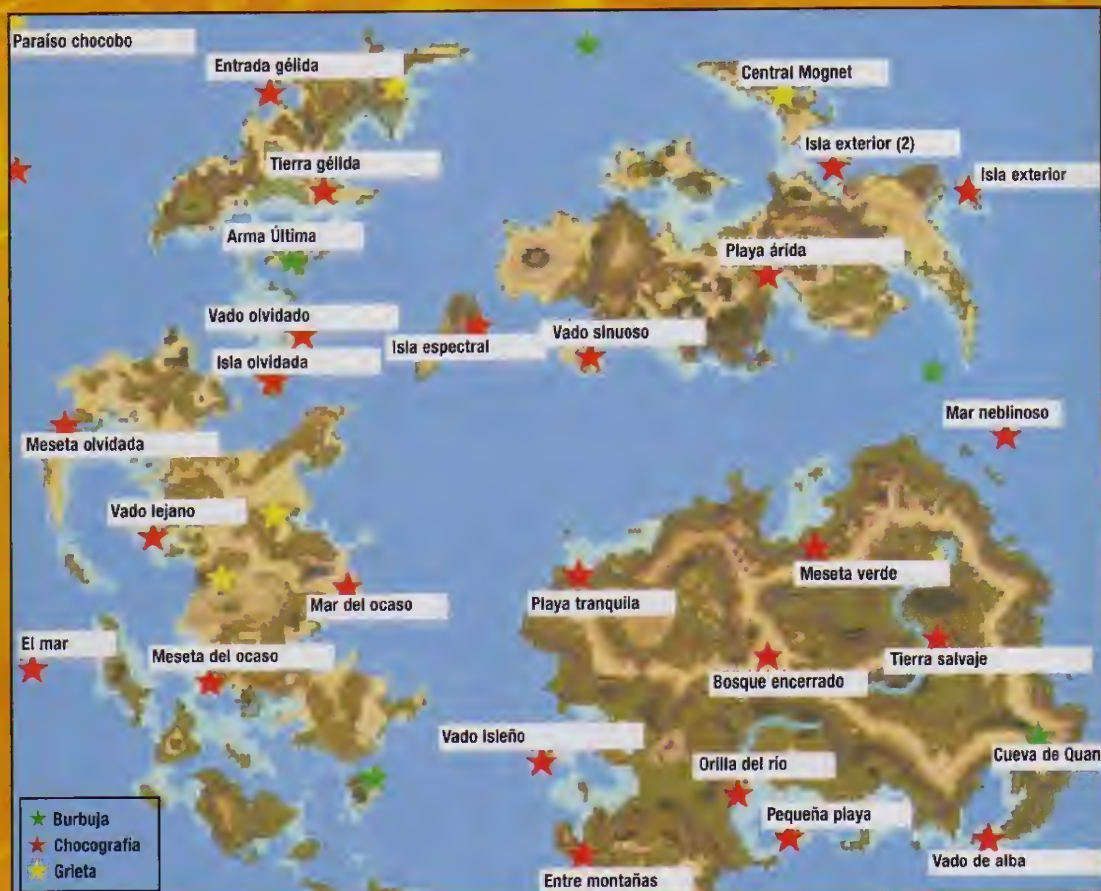 Paraíso chocobo
Entrada gélida
Central Mognet
Tierra gélida
Isla exterior (2)
Isla exterior
Arma Última
Playa árida
Vado olvidado
Isla olvidada
Isla espectral
Vado sinuoso
Meseta olvidada
Mar neblinoso
Vado lejano
Meseta verde
Mar del ocaso
Playa tranquila
El mar
Meseta del ocaso
Tierra salvaje
Bosque encerrado
Vado isleño
Orilla del río
Cueva de Quan
Pequeña playa
Vado de alba
Entre montañas
Burbuja
Chocografía
Grieta